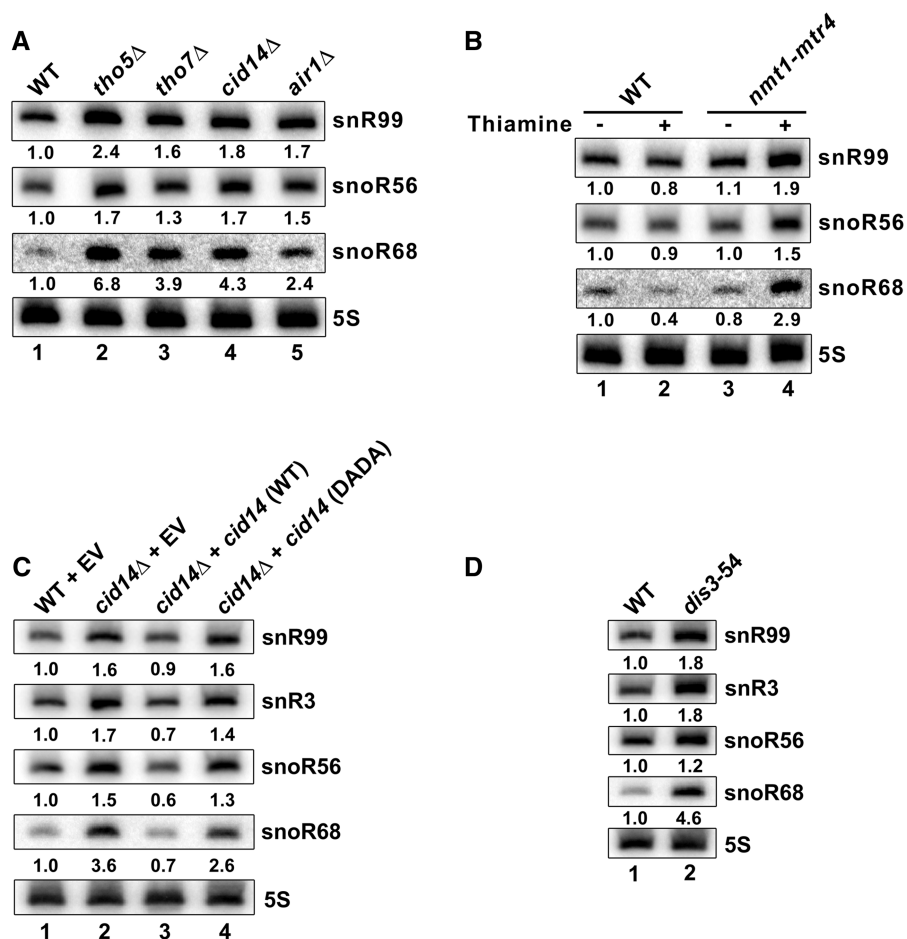 A
WT tho5Δ tho7Δ cid14Δ air1Δ
snR99
1.0 2.4 1.6 1.8 1.7
snoR56
1.0 1.7 1.3 1.7 1.5
snoR68
1.0 6.8 3.9 4.3 2.4
5S
1 2 3 4 5
B
WT nmt1-mtr4
Thiamine - + - +
snR99
1.0 0.8 1.1 1.9
snoR56
1.0 0.9 1.0 1.5
snoR68
1.0 0.4 0.8 2.9
5S
1 2 3 4
C
WT + EV cid14Δ + EV cid14Δ + cid14 (WT) cid14Δ + cid14 (DADA)
snR99
1.0 1.6 0.9 1.6
snR3
1.0 1.7 0.7 1.4
snoR56
1.0 1.5 0.6 1.3
snoR68
1.0 3.6 0.7 2.6
5S
1 2 3 4
D
WT dis3-54
snR99
1.0 1.8
snR3
1.0 1.8
snoR56
1.0 1.2
snoR68
1.0 4.6
5S
1 2